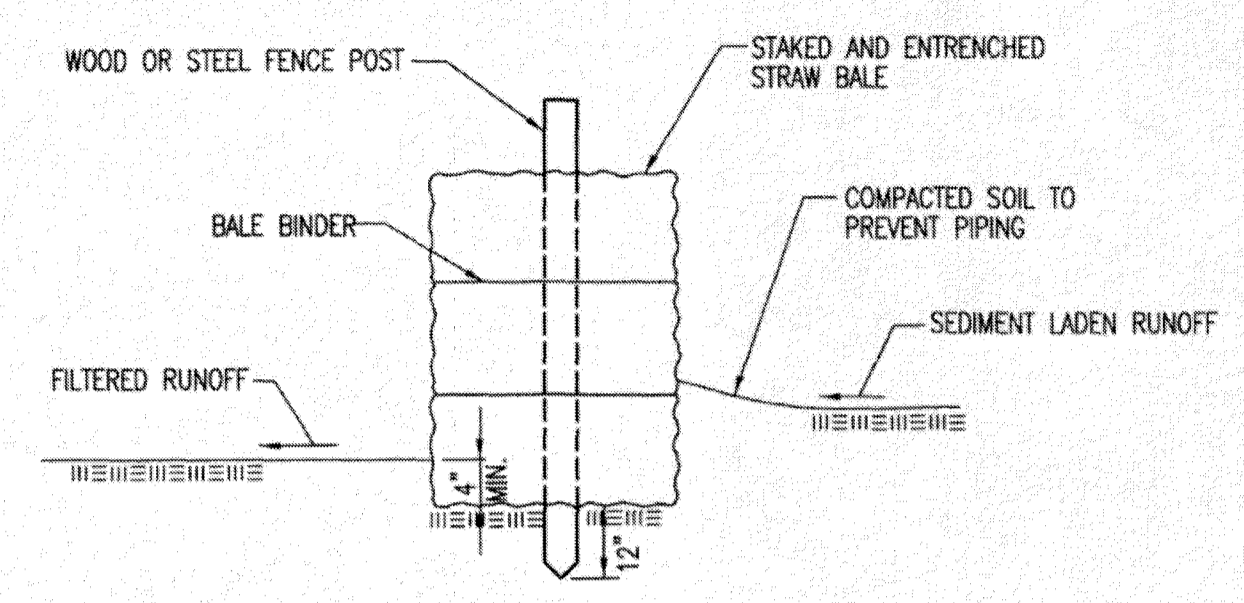 WOOD OR STEEL FENCE POST
STAKED AND ENTRENCHED
STRAW BALE
BALE BINDER
COMPACTED SOIL TO
PREVENT PIPING
SEDIMENT LADEN RUNOFF
FILTERED RUNOFF
4"
MIN.
12"